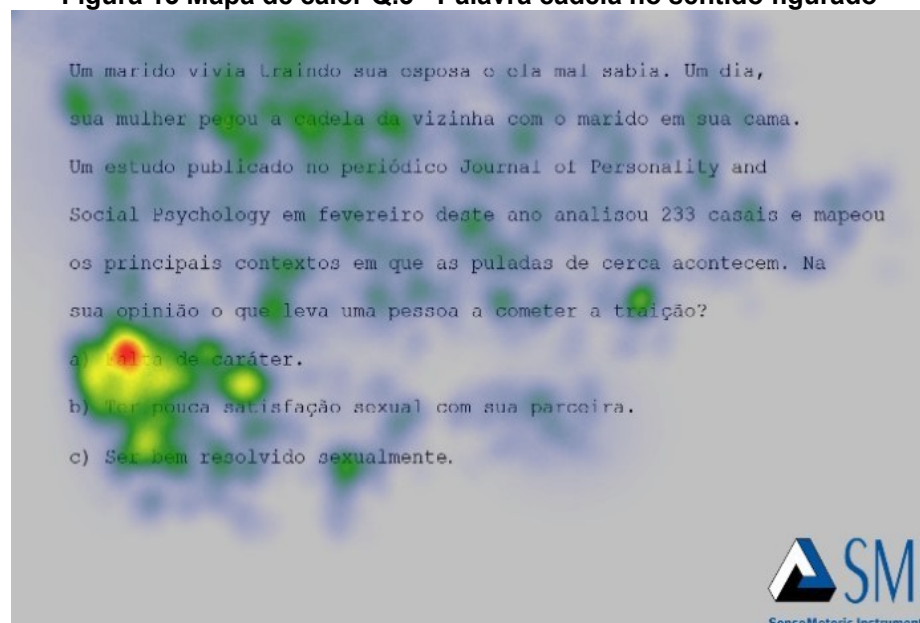 Figura 16 Mapa de calor Q.3 - Palavra cadela no sentido figurado
Um marido vivia traindo sua esposa e ela mal sabia. Um dia,
sua mulher pegou a cadela da vizinha com o marido em sua cama.
Um estudo publicado no periódico Journal of Personality and
Social Psychology em fevereiro deste ano analisou 233 casais e mapeou
os principais contextos em que as puladas de cerca acontecem. Na
sua opinião o que leva uma pessoa a cometer a traição?
a) Falta de caráter.
b) Ter pouca satisfação sexual com sua parceira.
c) Ser bem resolvido sexualmente.
SM
SensoMotoric Instrumen